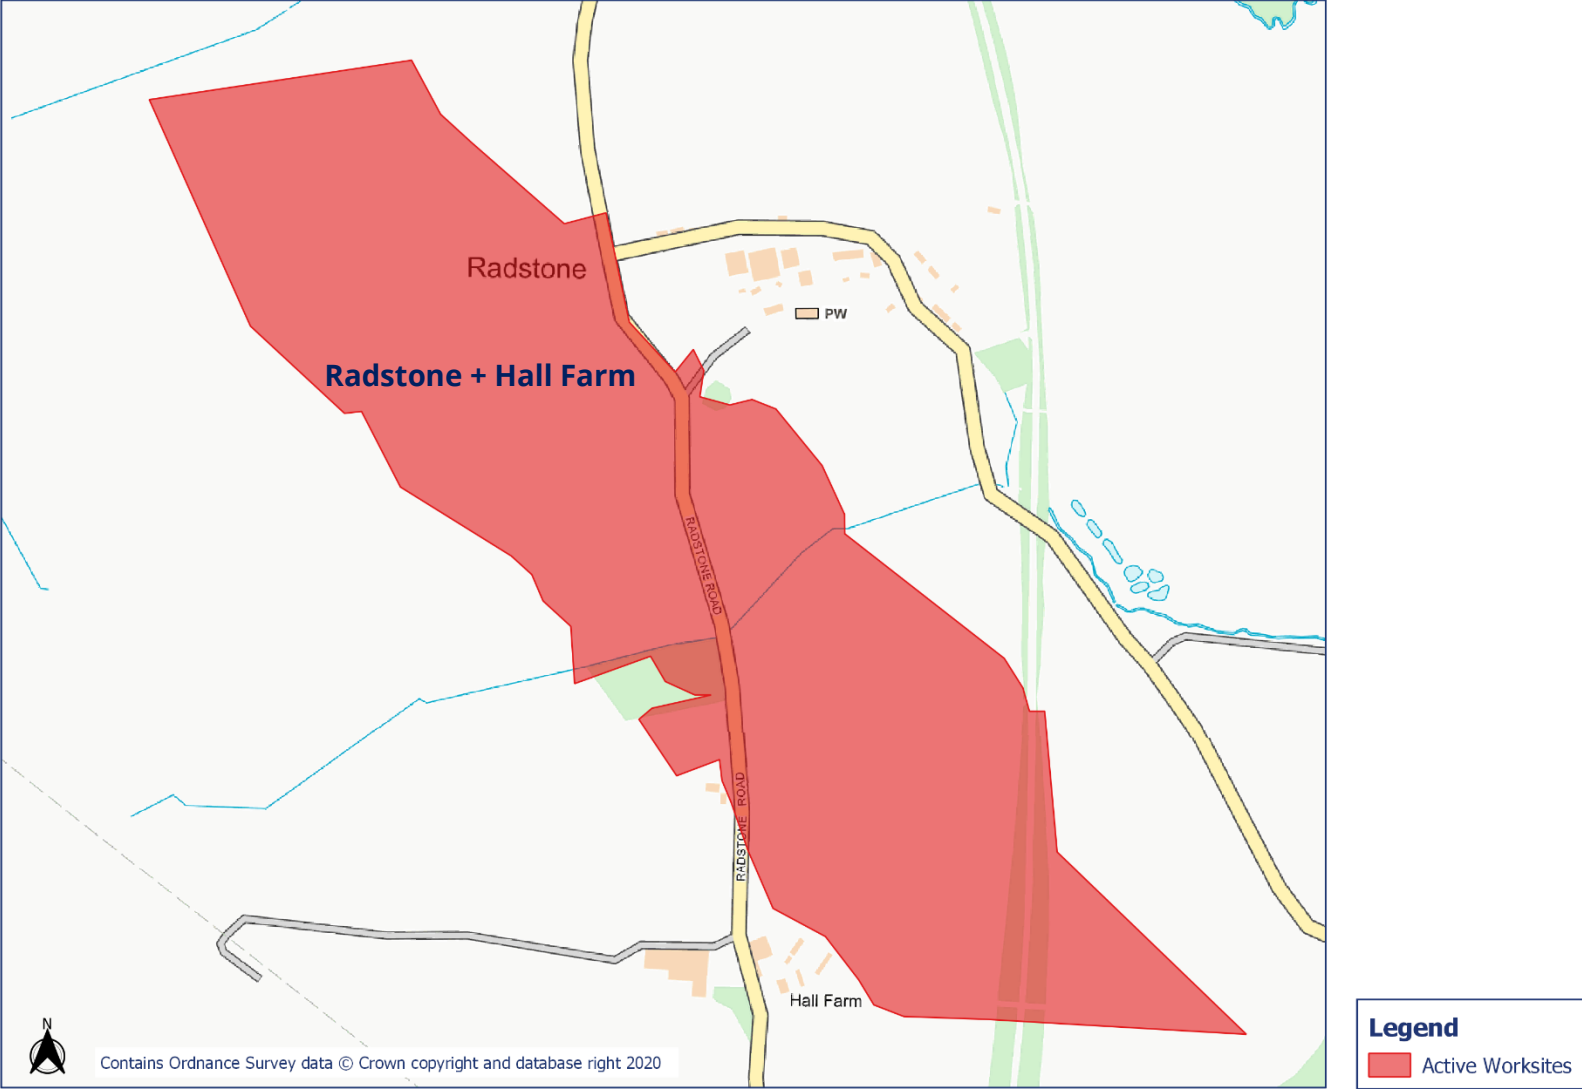 Radstone
PW
Radstone + Hall Farm
RADSTONE ROAD
RADSTONE ROAD
Hall Farm
N
Contains Ordnance Survey data © Crown copyright and database right 2020
Legend
Active Worksites